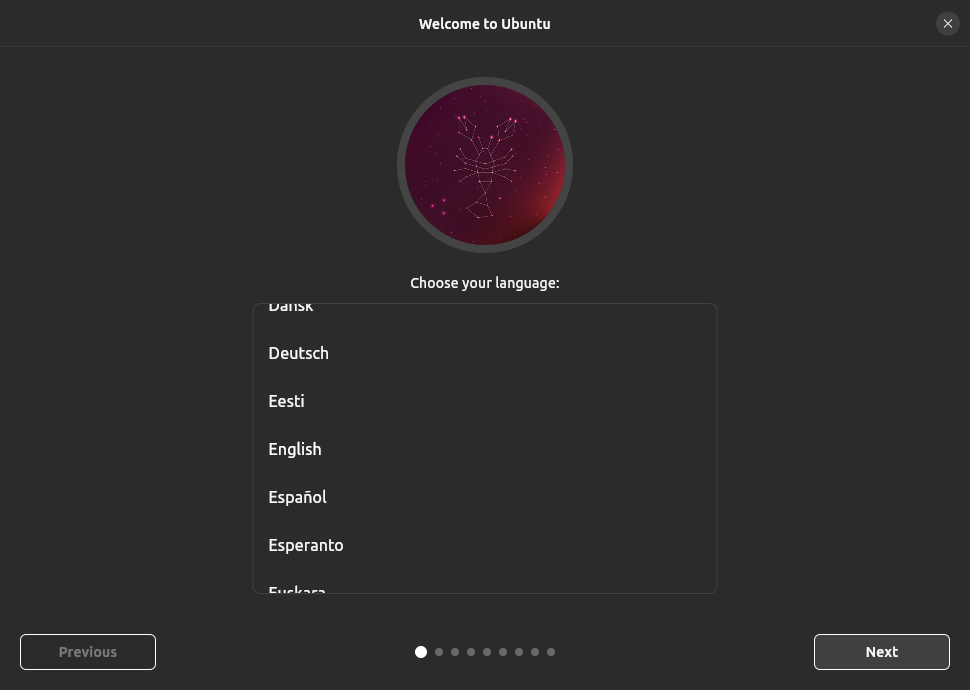 Welcome to Ubuntu
Choose your language:
Dansk
Deutsch
Eesti
English
Español
Esperanto
Euskara
Previous
Next